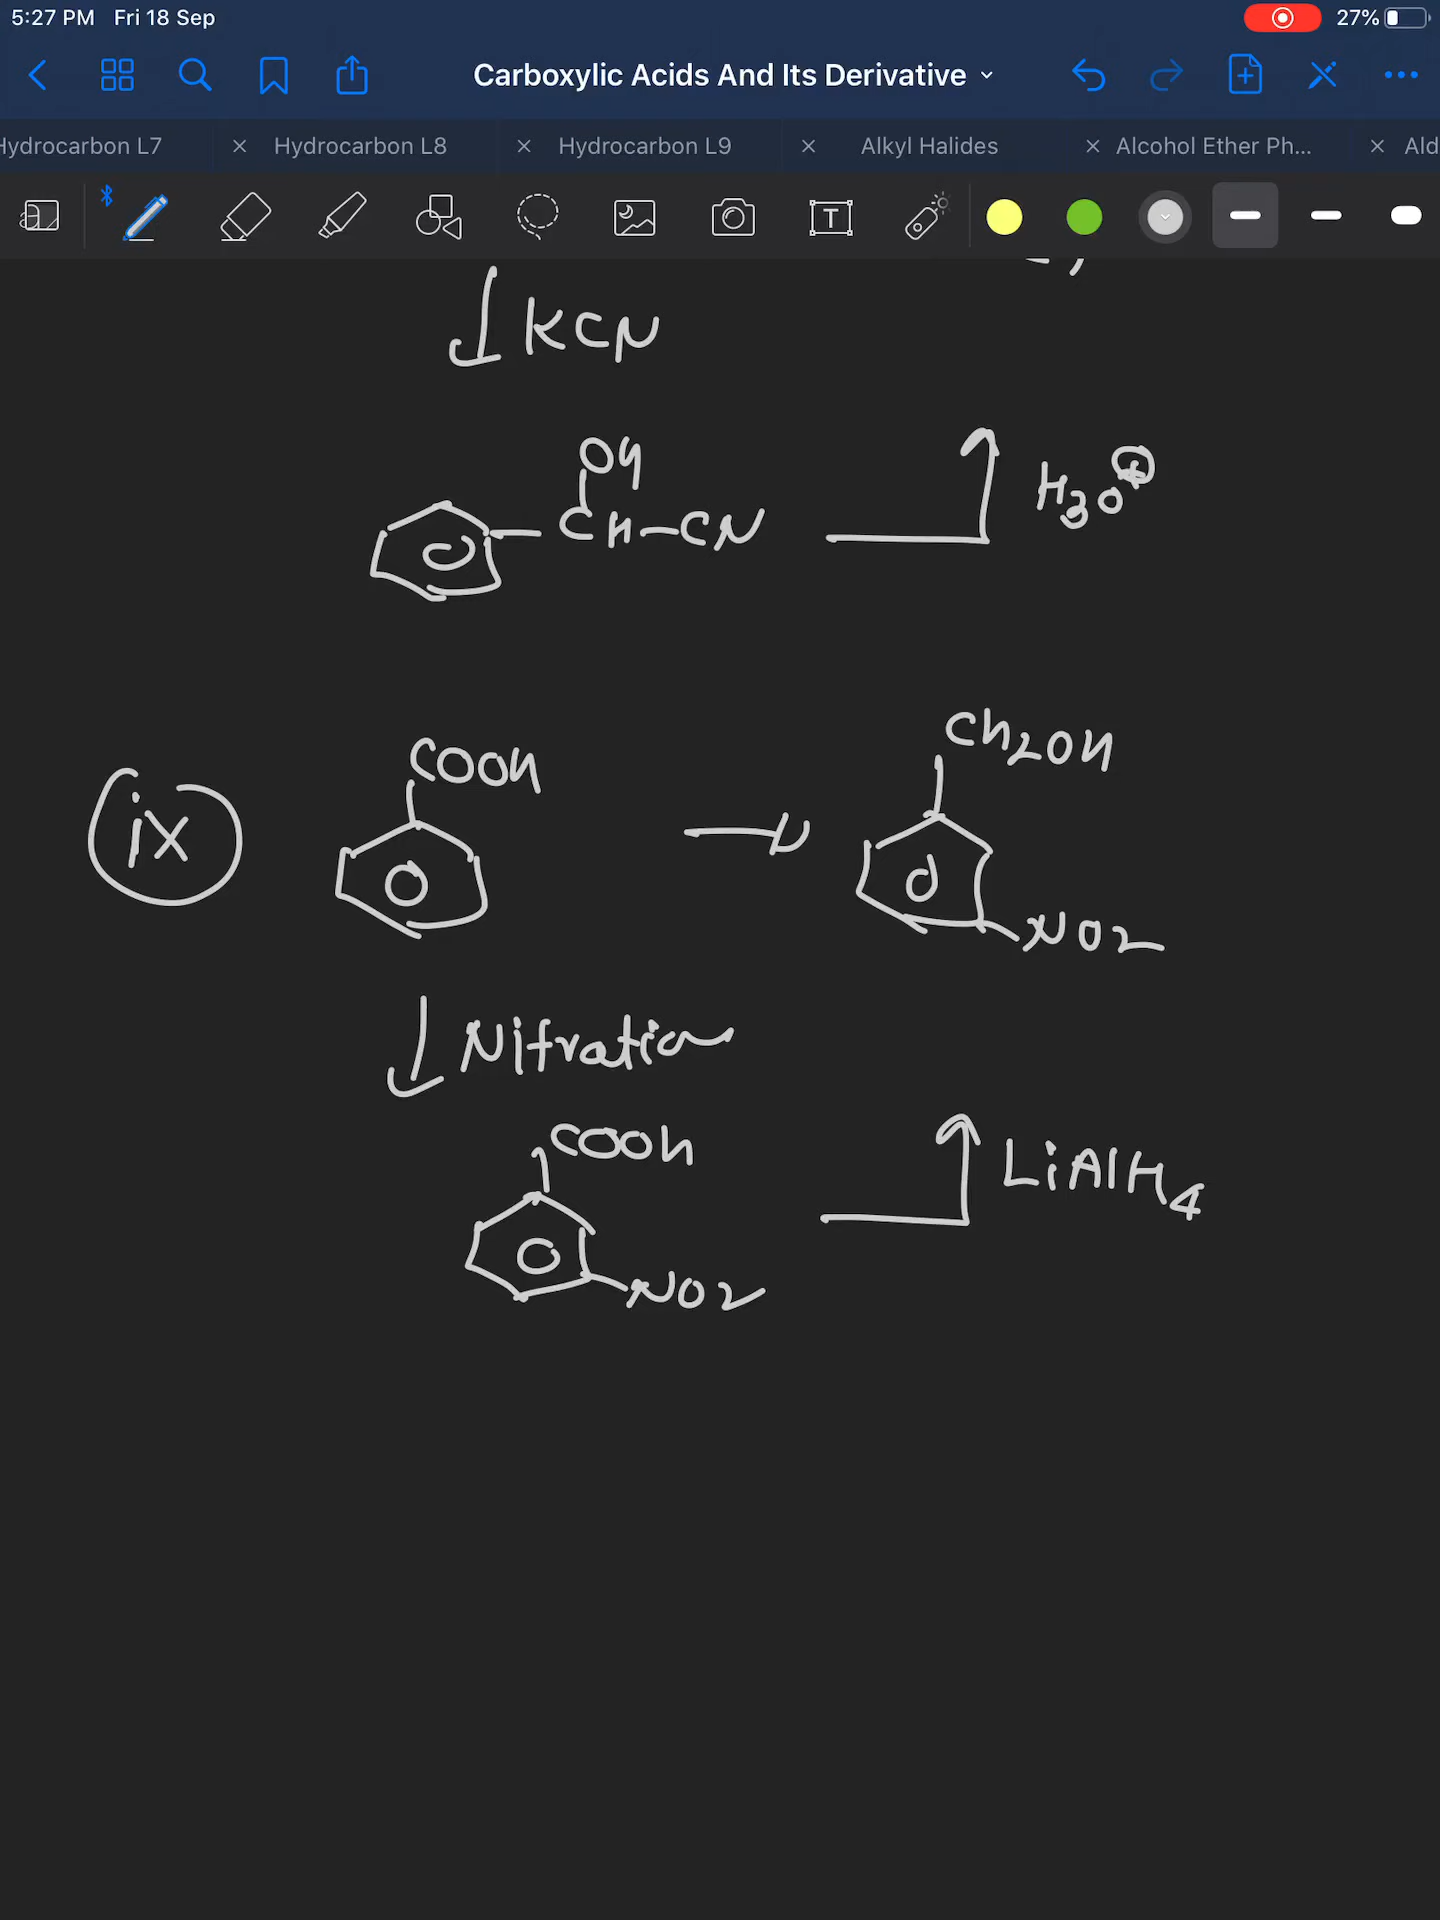 5:27 PM Fri 18 Sep 27%
Carboxylic Acids And Its Derivative
Hydrocarbon L7 Hydrocarbon L8 Hydrocarbon L9 Alkyl Halides Alcohol Ether Ph... Ald
KCN
OH
CH-CN
H3O⊕
ix
COOH
CH2OH
NO2
Nitration
COOH
LiAlH4
NO2